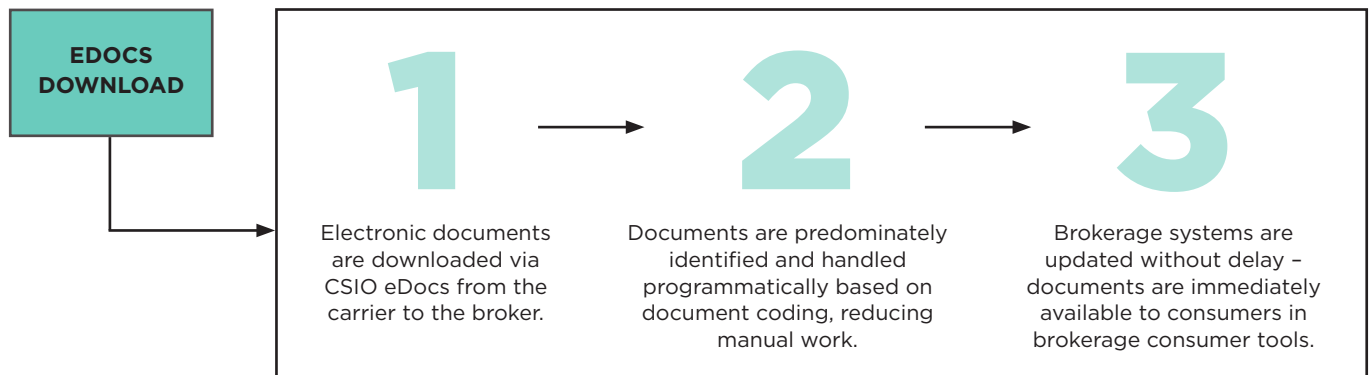 EDOCS
DOWNLOAD
1
Electronic documents
are downloaded via
CSIO eDocs from the
carrier to the broker.
2
Documents are predominately
identified and handled
programmatically based on
document coding, reducing
manual work.
3
Brokerage systems are
updated without delay –
documents are immediately
available to consumers in
brokerage consumer tools.